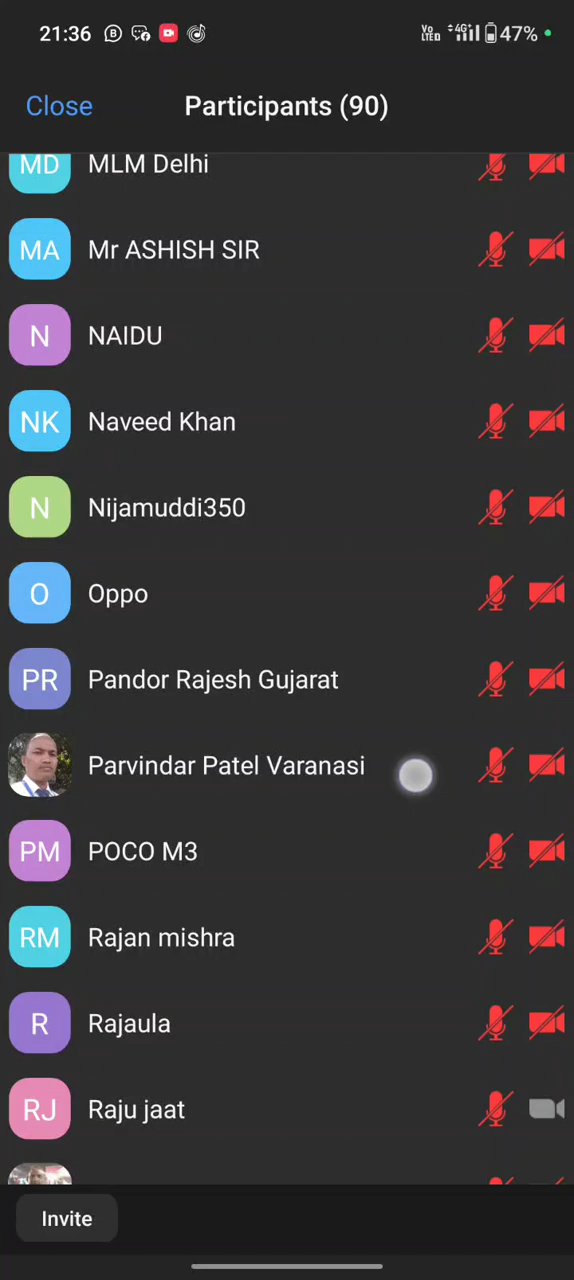 21:36 47%
Close Participants (90)
MD MLM Delhi
MA Mr ASHISH SIR
N NAIDU
NK Naveed Khan
N Nijamuddi350
O Oppo
PR Pandor Rajesh Gujarat
Parvindar Patel Varanasi
PM POCO M3
RM Rajan mishra
R Rajaula
RJ Raju jaat
Invite